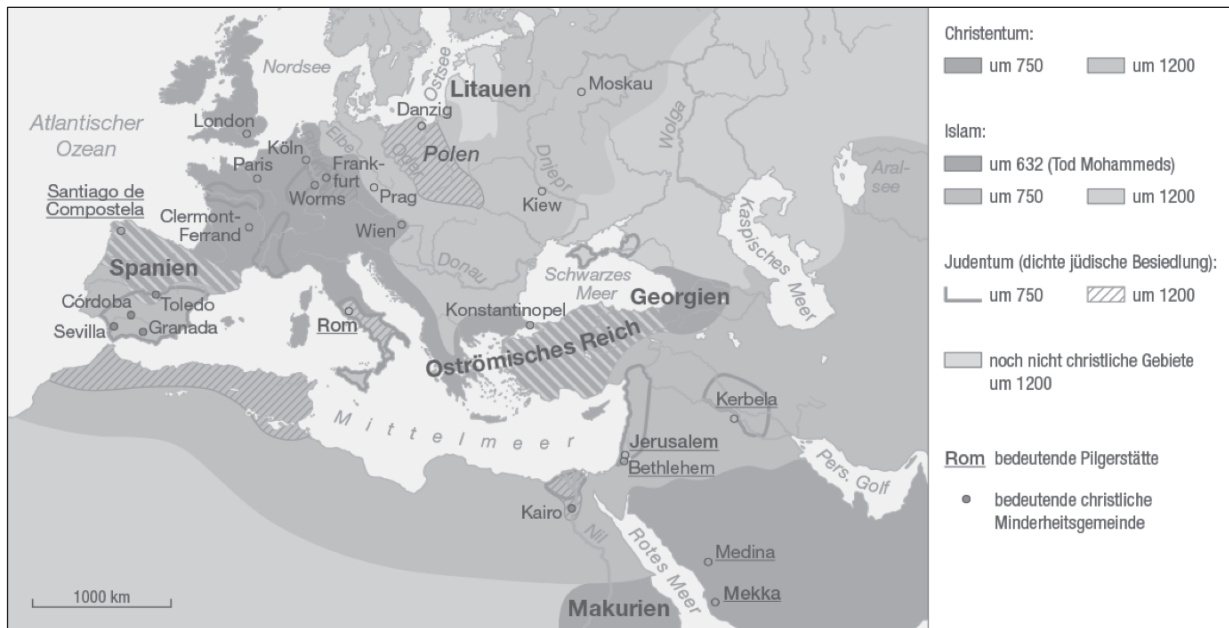 Nordsee
Ostsee
Litauen
Moskau
Danzig
Atlantischer
Ozean
London
Köln
Elbe
Oder
Polen
Wolga
Aral-
see
Paris
Frank-
furt
Worms
Prag
Dnjepr
Kiew
Santiago de
Compostela
Clermont-
Ferrand
Wien
Kaspisches Meer
Spanien
Donau
Schwarzes
Meer
Georgien
Córdoba
Toledo
Sevilla
Granada
Rom
Konstantinopel
Oströmisches Reich
Mittelmeer
Kerbela
Jerusalem
Bethlehem
Pers. Golf
Kairo
Nil
Rotes Meer
Medina
Mekka
Makurien
1000 km
Christentum:
um 750
um 1200
Islam:
um 632 (Tod Mohammeds)
um 750
um 1200
Judentum (dichte jüdische Besiedlung):
um 750
um 1200
noch nicht christliche Gebiete
um 1200
Rom bedeutende Pilgerstätte
bedeutende christliche
Minderheitsgemeinde